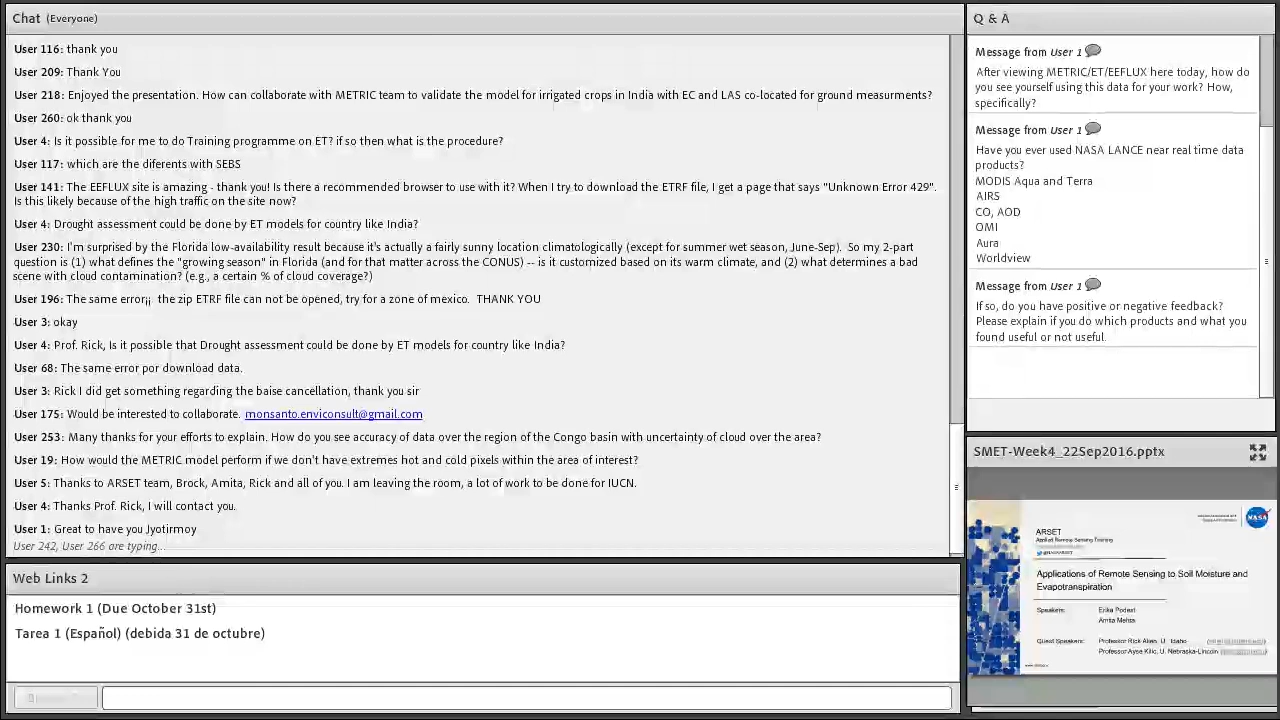 Chat (Everyone)
User 116: thank you
User 209: Thank You
User 218: Enjoyed the presentation. How can collaborate with METRIC team to validate the model for irrigated crops in India with EC and LAS co-located for ground measurments?
User 260: ok thank you
User 4: Is it possible for me to do Training programme on ET? if so then what is the procedure?
User 117: which are the diferents with SEBS
User 141: The EEFLUX site is amazing - thank you! Is there a recommended browser to use with it? When I try to download the ETRF file, I get a page that says "Unknown Error 429".
Is this likely because of the high traffic on the site now?
User 4: Drought assessment could be done by ET models for country like India?
User 230: I'm surprised by the Florida low-availability result because it's actually a fairly sunny location climatologically (except for summer wet season, June-Sep). So my 2-part
question is (1) what defines the "growing season" in Florida (and for that matter across the CONUS) -- is it customized based on its warm climate, and (2) what determines a bad
scene with cloud contamination? (e.g., a certain % of cloud coverage?)
User 196: The same error¡¡ the zip ETRF file can not be opened, try for a zone of mexico. THANK YOU
User 3: okay
User 4: Prof. Rick, Is it possible that Drought assessment could be done by ET models for country like India?
User 68: The same error por download data.
User 3: Rick I did get something regarding the baise cancellation, thank you sir
User 175: Would be interested to collaborate. monsanto.enviconsult@gmail.com
User 253: Many thanks for your efforts to explain. How do you see accuracy of data over the region of the Congo basin with uncertainty of cloud over the area?
User 19: How would the METRIC model perform if we don't have extremes hot and cold pixels within the area of interest?
User 5: Thanks to ARSET team, Brock, Amita, Rick and all of you. I am leaving the room, a lot of work to be done for IUCN.
User 4: Thanks Prof. Rick, I will contact you.
User 1: Great to have you Jyotirmoy
User 242, User 266 are typing...
Web Links 2
Homework 1 (Due October 31st)
Tarea 1 (Español) (debida 31 de octubre)
Q & A
Message from User 1
After viewing METRIC/ET/EEFLUX here today, how do
you see yourself using this data for your work? How,
specifically?
Message from User 1
Have you ever used NASA LANCE near real time data
products?
MODIS Aqua and Terra
AIRS
CO, AOD
OMI
Aura
Worldview
Message from User 1
If so, do you have positive or negative feedback?
Please explain if you do which products and what you
found useful or not useful.
SMET-Week4_22Sep2016.pptx
NASA
ARSET
Applied Remote Sensing Training
@NASAARSET
Applications of Remote Sensing to Soil Moisture and
Evapotranspiration
Speakers: Erika Podest
Amita Mehta
Guest Speakers: Professor Rick Allen, U. Idaho
Professor Ayse Kilic, U. Nebraska-Lincoln